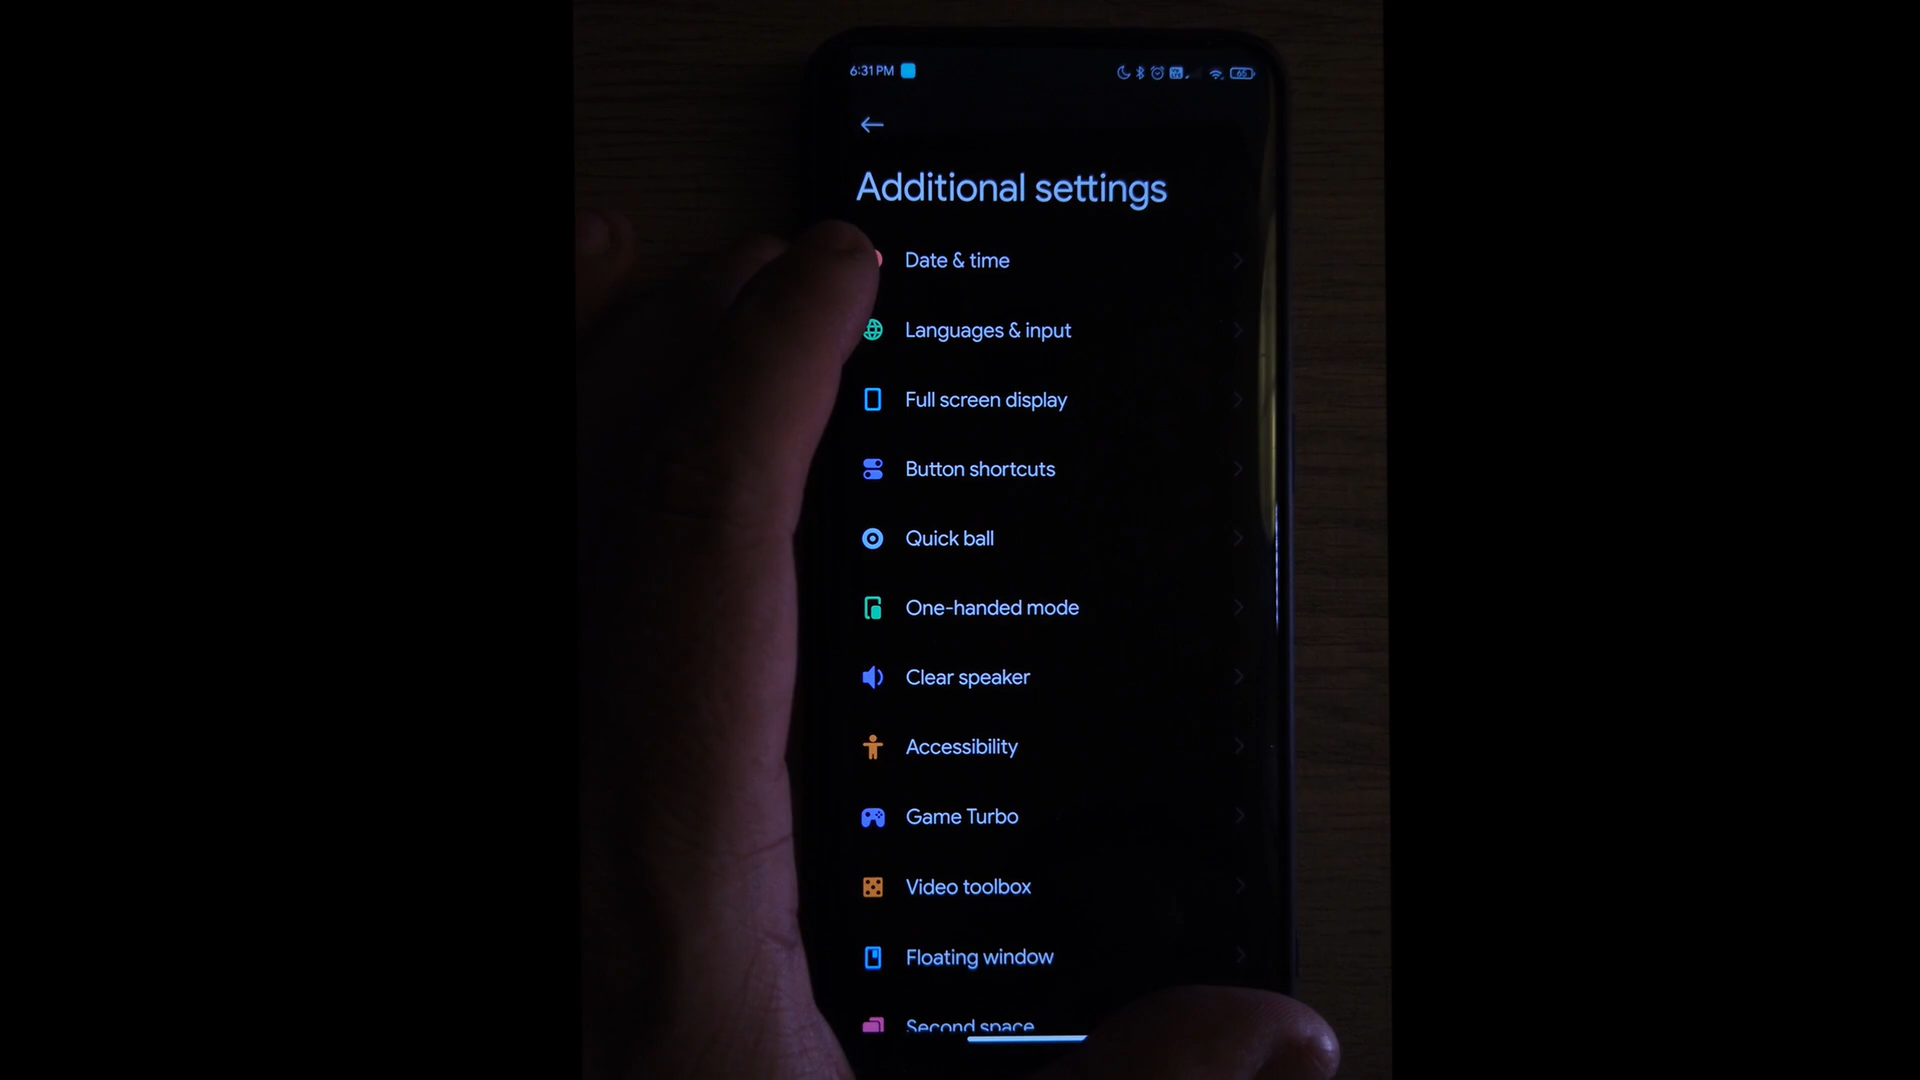 6:31 PM 65
Additional settings
Date & time
Languages & input
Full screen display
Button shortcuts
Quick ball
One-handed mode
Clear speaker
Accessibility
Game Turbo
Video toolbox
Floating window
Second space